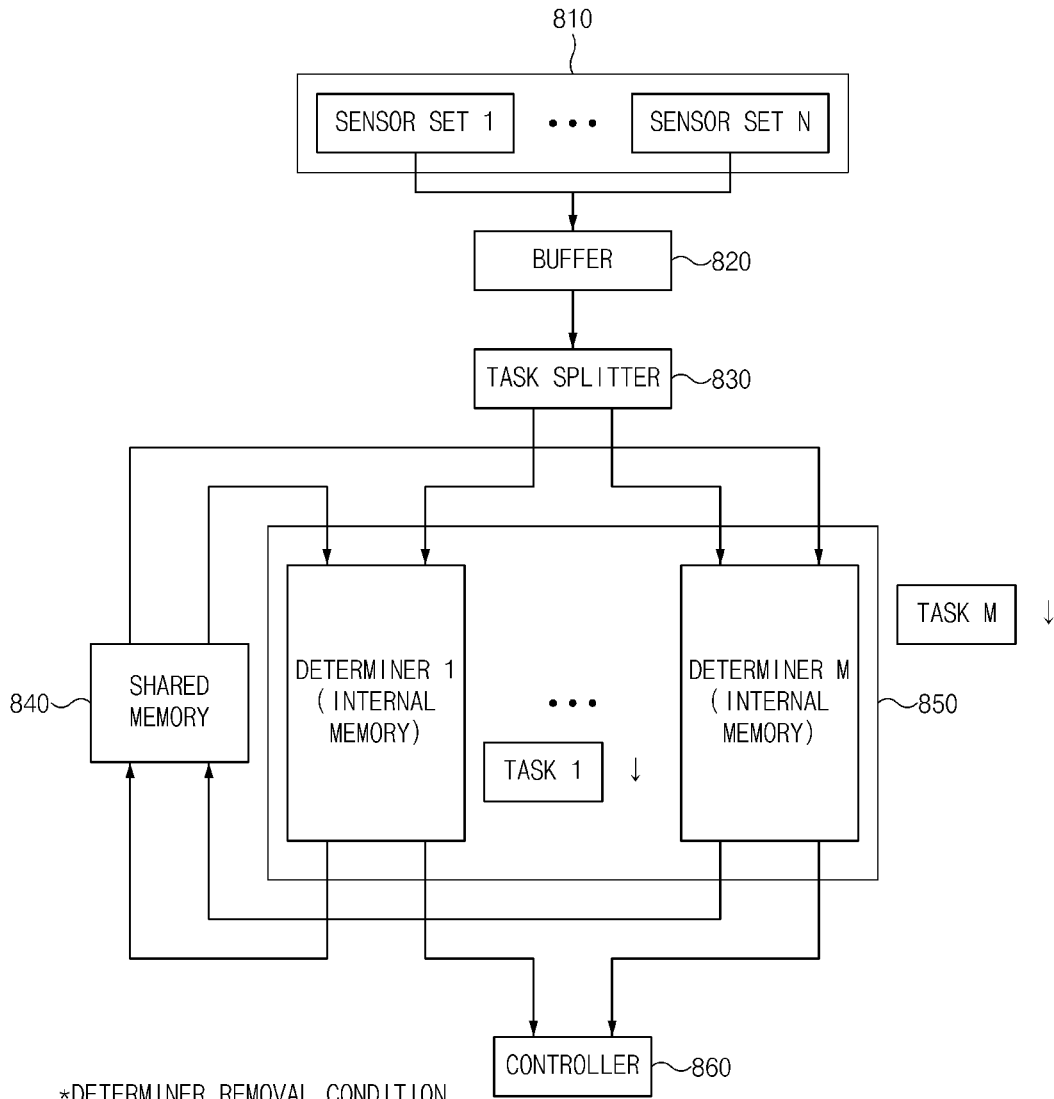 810
SENSOR SET 1 ••• SENSOR SET N
BUFFER
820
TASK SPLITTER
830
TASK M ↓
840
SHARED
MEMORY
DETERMINER 1
(INTERNAL
MEMORY)
•••
DETERMINER M
(INTERNAL
MEMORY)
850
TASK 1 ↓
CONTROLLER
860
*DETERMINER REMOVAL CONDITION